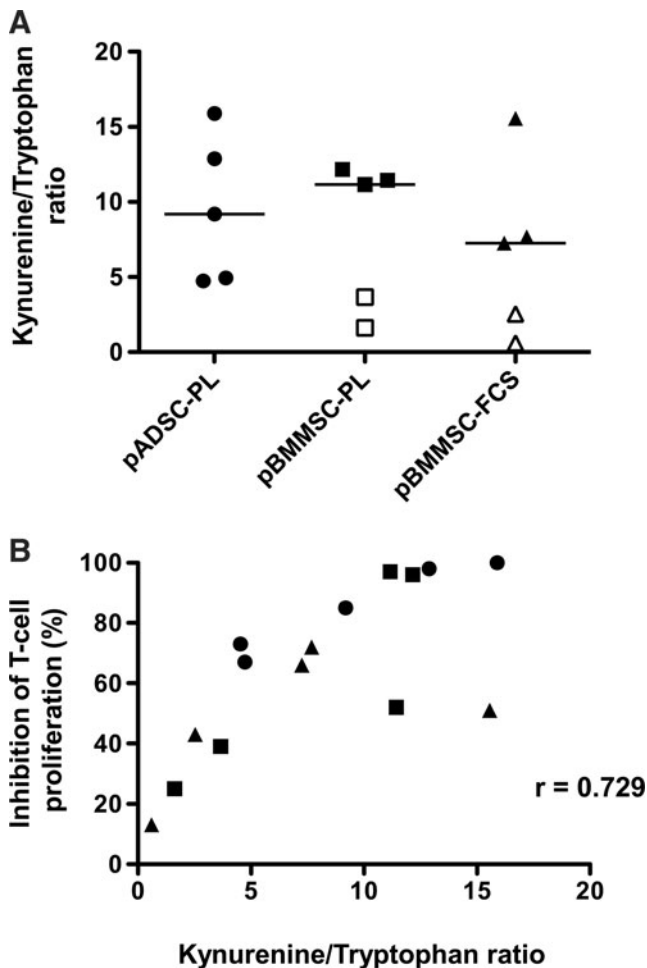 A
Kynurenine/Tryptophan
ratio
20
15
10
5
0
pADSC-PL
pBMMSC-PL
pBMMSC-FCS
B
Inhibition of T-cell
proliferation (%)
100
80
60
40
20
0
r = 0.729
0
5
10
15
20
Kynurenine/Tryptophan ratio